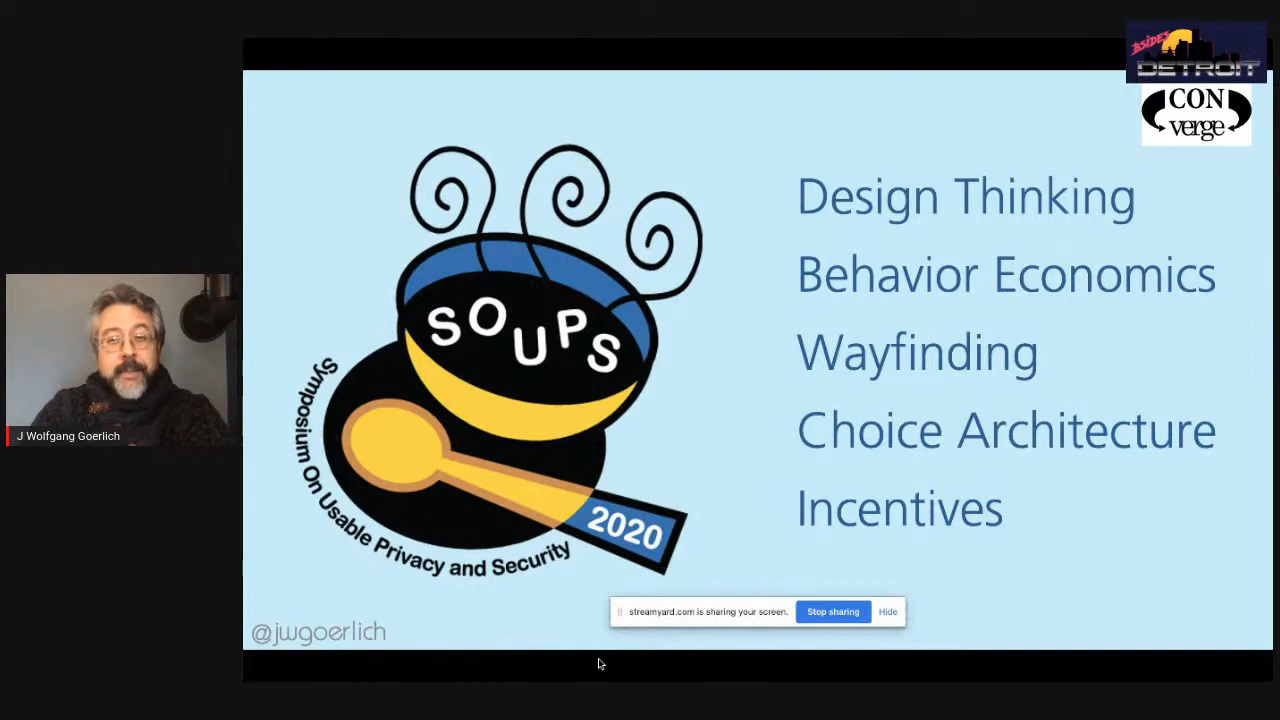 BSIDES
DETROIT
CON
verge
Design Thinking
Behavior Economics
Wayfinding
Choice Architecture
Incentives
SOUPS
Symposium On Usable Privacy and Security
2020
J Wolfgang Goerlich
streamyard.com is sharing your screen. Stop sharing Hide
@jwgoerlich